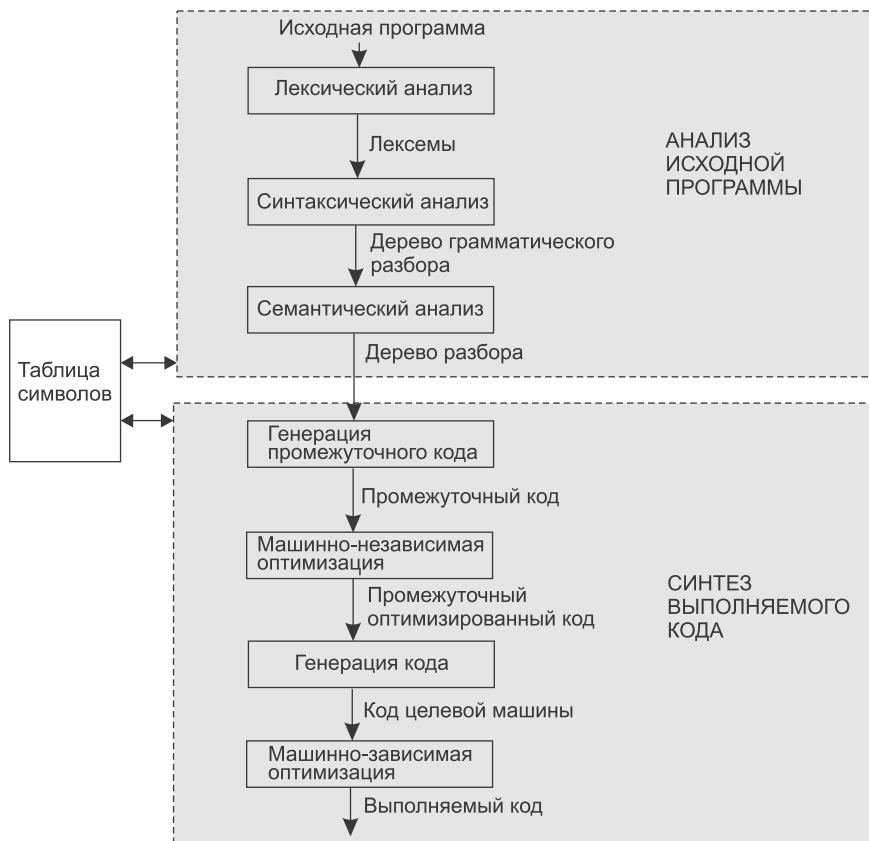 Исходная программа
Лексический анализ
Лексемы
АНАЛИЗ
ИСХОДНОЙ
ПРОГРАММЫ
Синтаксический анализ
Дерево грамматического
разбора
Семантический анализ
Дерево разбора
Таблица
символов
Генерация
промежуточного кода
Промежуточный код
Машинно-независимая
оптимизация
Промежуточный
оптимизированный код
СИНТЕЗ
ВЫПОЛНЯЕМОГО
КОДА
Генерация кода
Код целевой машины
Машинно-зависимая
оптимизация
Выполняемый код